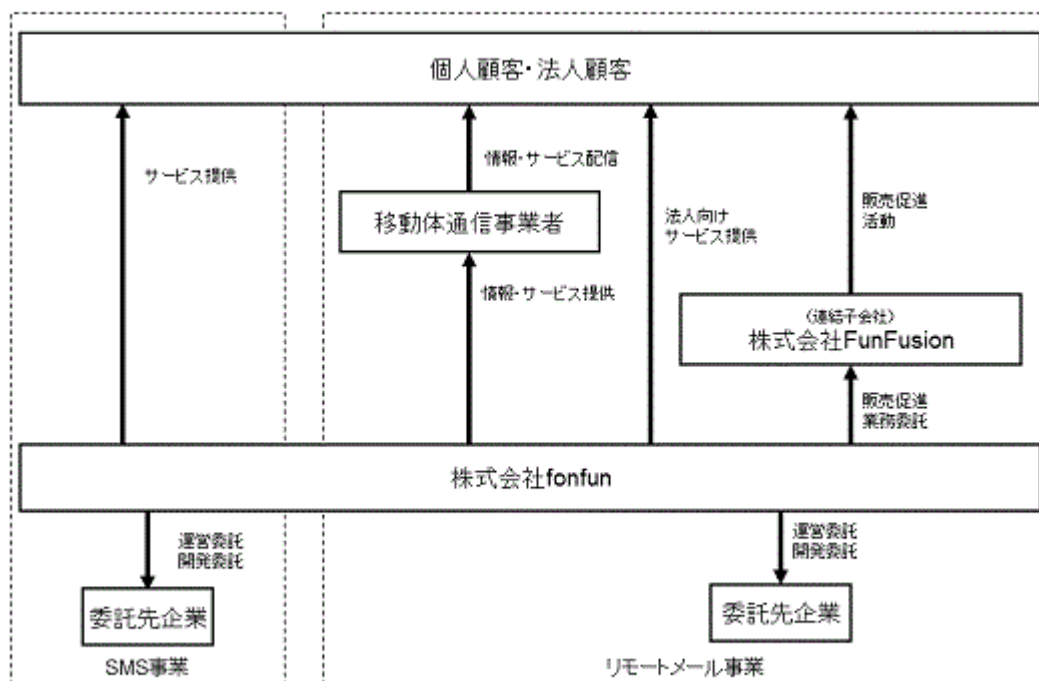 個人顧客・法人顧客
サービス提供
情報・サービス配信
移動体通信事業者
法人向け
サービス提供
販売促進
活動
情報・サービス提供
（連結子会社）
株式会社FunFusion
販売促進
業務委託
株式会社fonfun
運営委託
開発委託
運営委託
開発委託
委託先企業
委託先企業
SMS事業
リモートメール事業